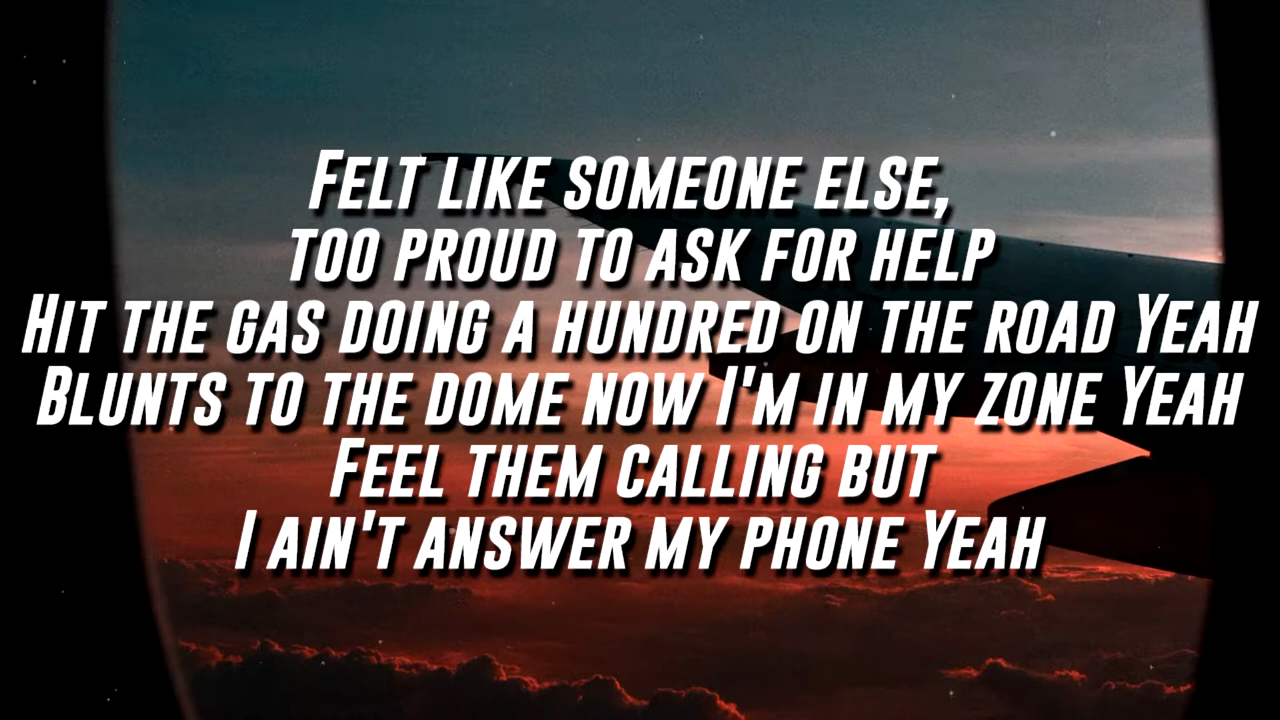 Felt like someone else,
too proud to ask for help
Hit the gas doing a hundred on the road Yeah
Blunts to the dome now I'm in my zone Yeah
Feel them calling but
I ain't answer my phone Yeah